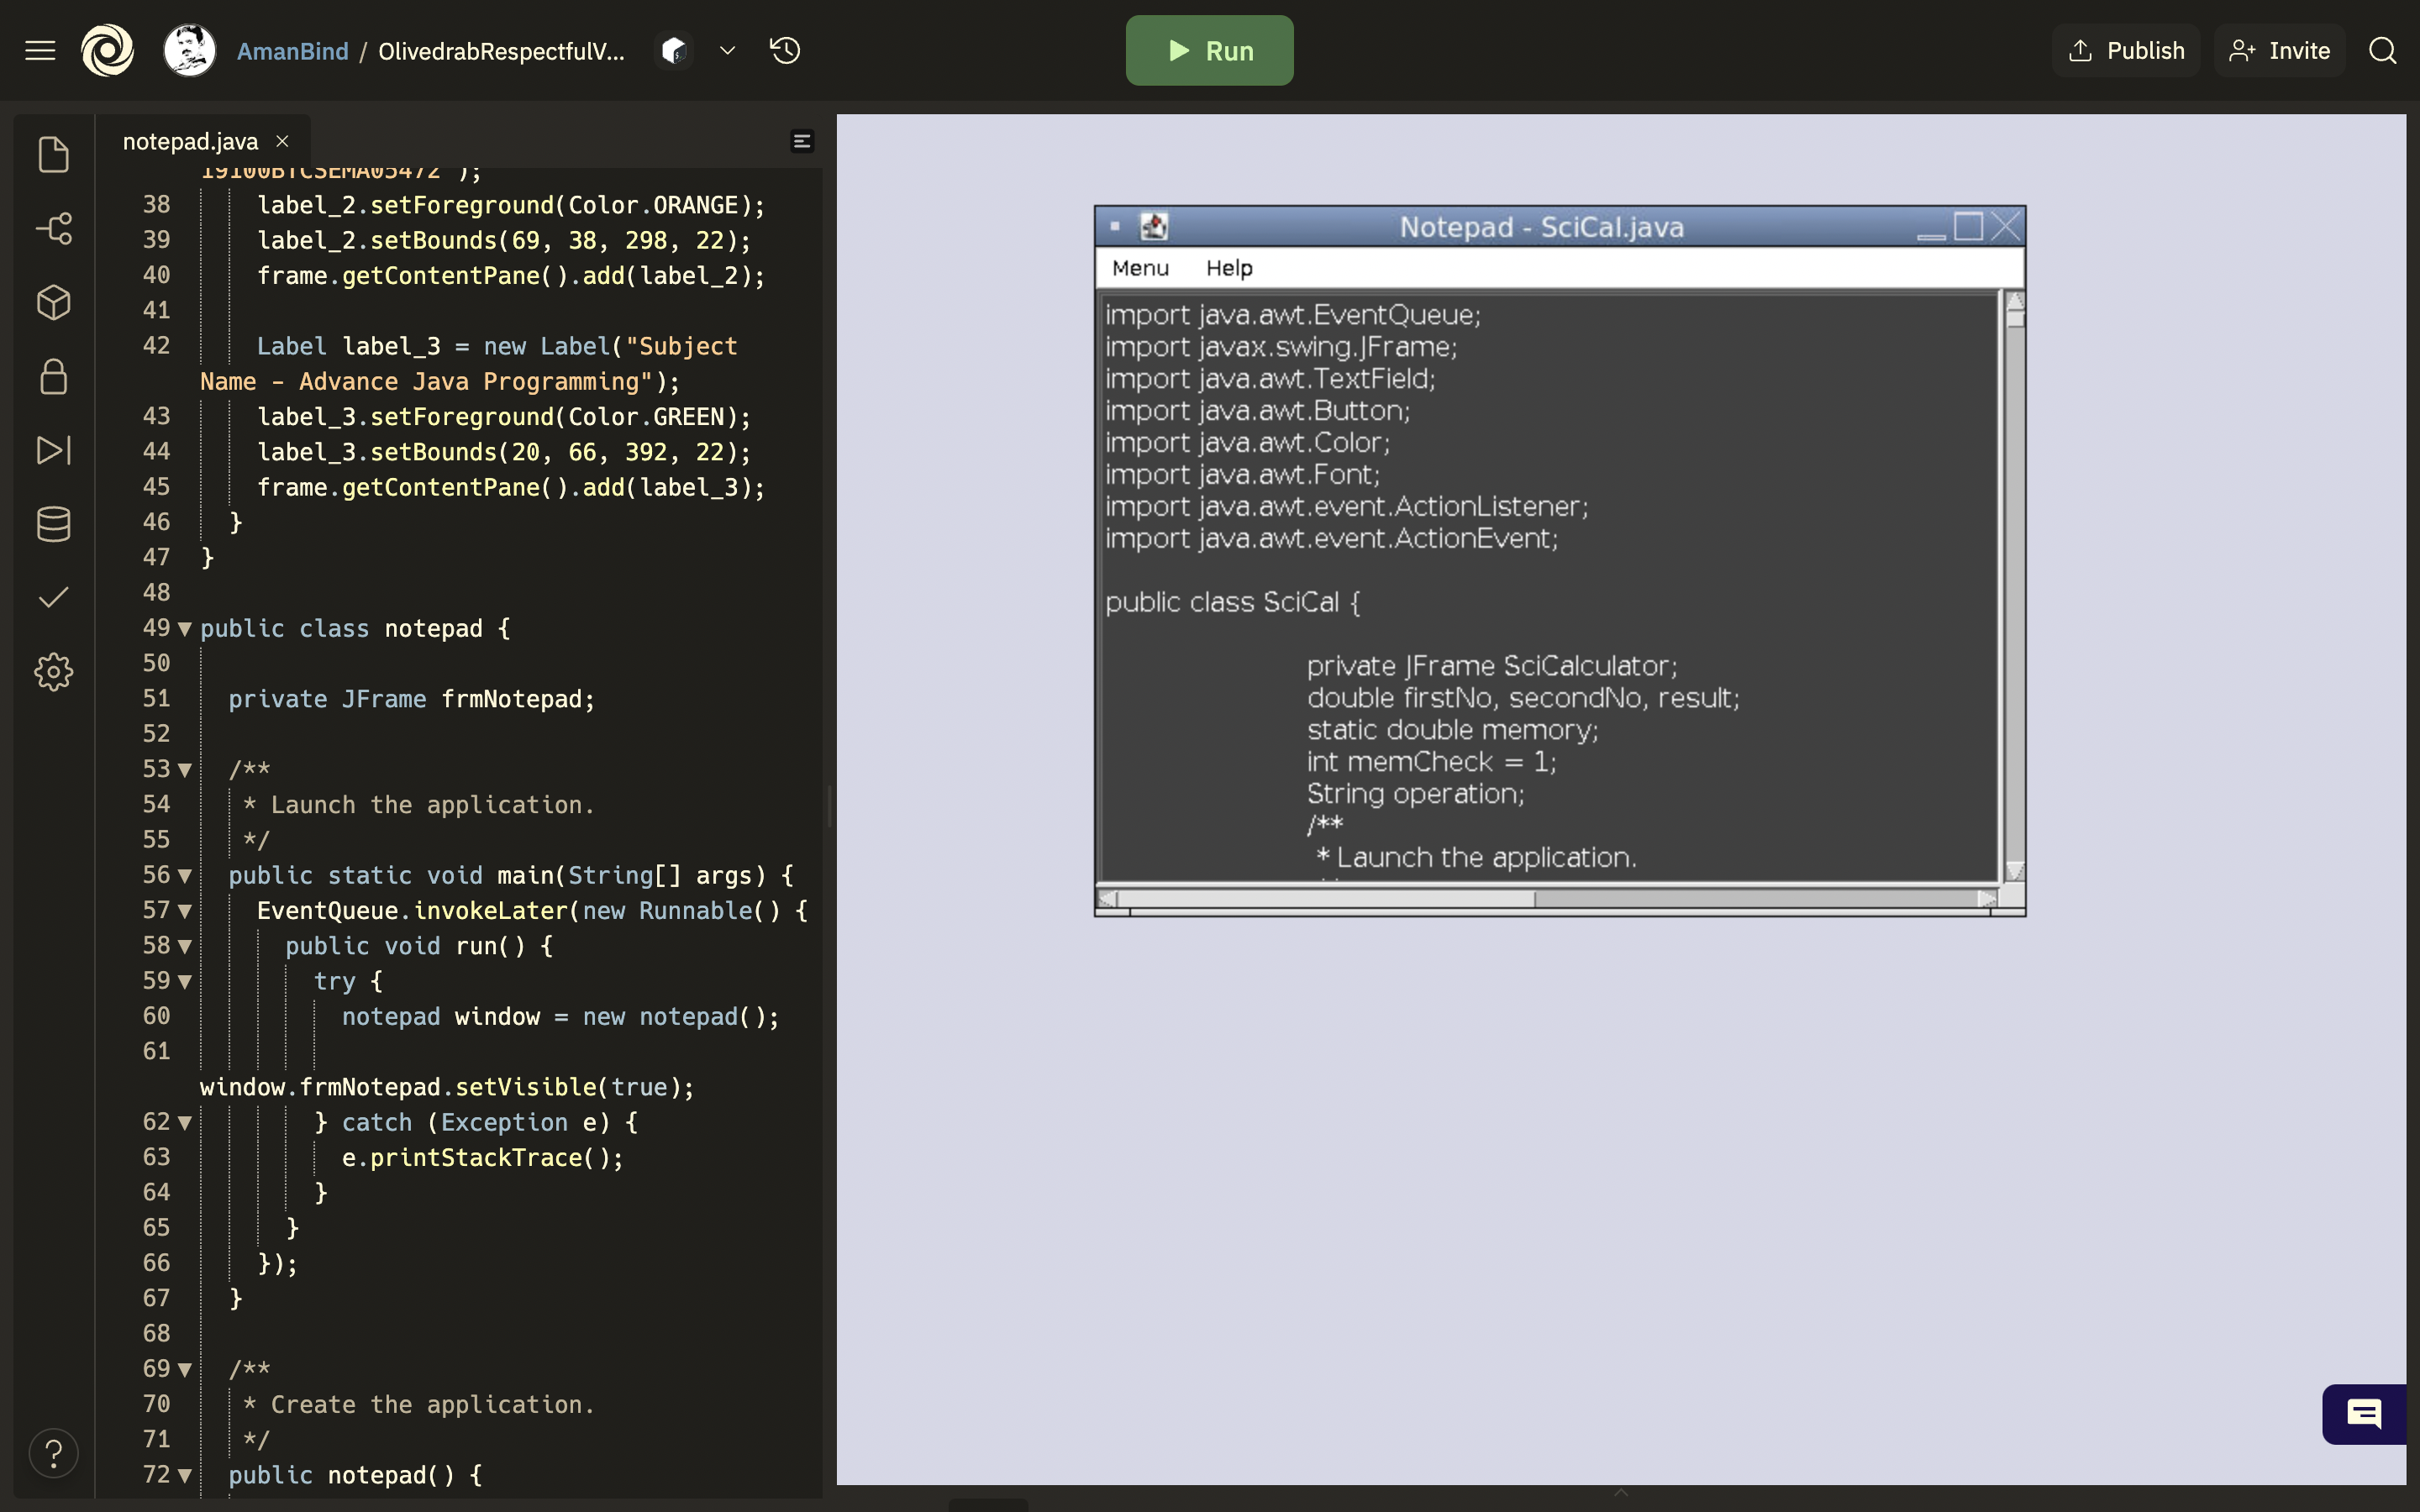 AmanBind / OlivedrabRespectfulV...
Run
Publish
Invite
notepad.java
19100BTCSEMA05472");
38 label_2.setForeground(Color.ORANGE);
39 label_2.setBounds(69, 38, 298, 22);
40 frame.getContentPane().add(label_2);
41
42 Label label_3 = new Label("Subject
Name - Advance Java Programming");
43 label_3.setForeground(Color.GREEN);
44 label_3.setBounds(20, 66, 392, 22);
45 frame.getContentPane().add(label_3);
46 }
47 }
48
49 public class notepad {
50
51 private JFrame frmNotepad;
52
53 /**
54 * Launch the application.
55 */
56 public static void main(String[] args) {
57 EventQueue.invokeLater(new Runnable() {
58 public void run() {
59 try {
60 notepad window = new notepad();
61
window.frmNotepad.setVisible(true);
62 } catch (Exception e) {
63 e.printStackTrace();
64 }
65 }
66 });
67 }
68
69 /**
70 * Create the application.
71 */
72 public notepad() {
?
Notepad - SciCal.java
Menu Help
import java.awt.EventQueue;
import javax.swing.JFrame;
import java.awt.TextField;
import java.awt.Button;
import java.awt.Color;
import java.awt.Font;
import java.awt.event.ActionListener;
import java.awt.event.ActionEvent;
public class SciCal {
private JFrame SciCalculator;
double firstNo, secondNo, result;
static double memory;
int memCheck = 1;
String operation;
/**
* Launch the application.